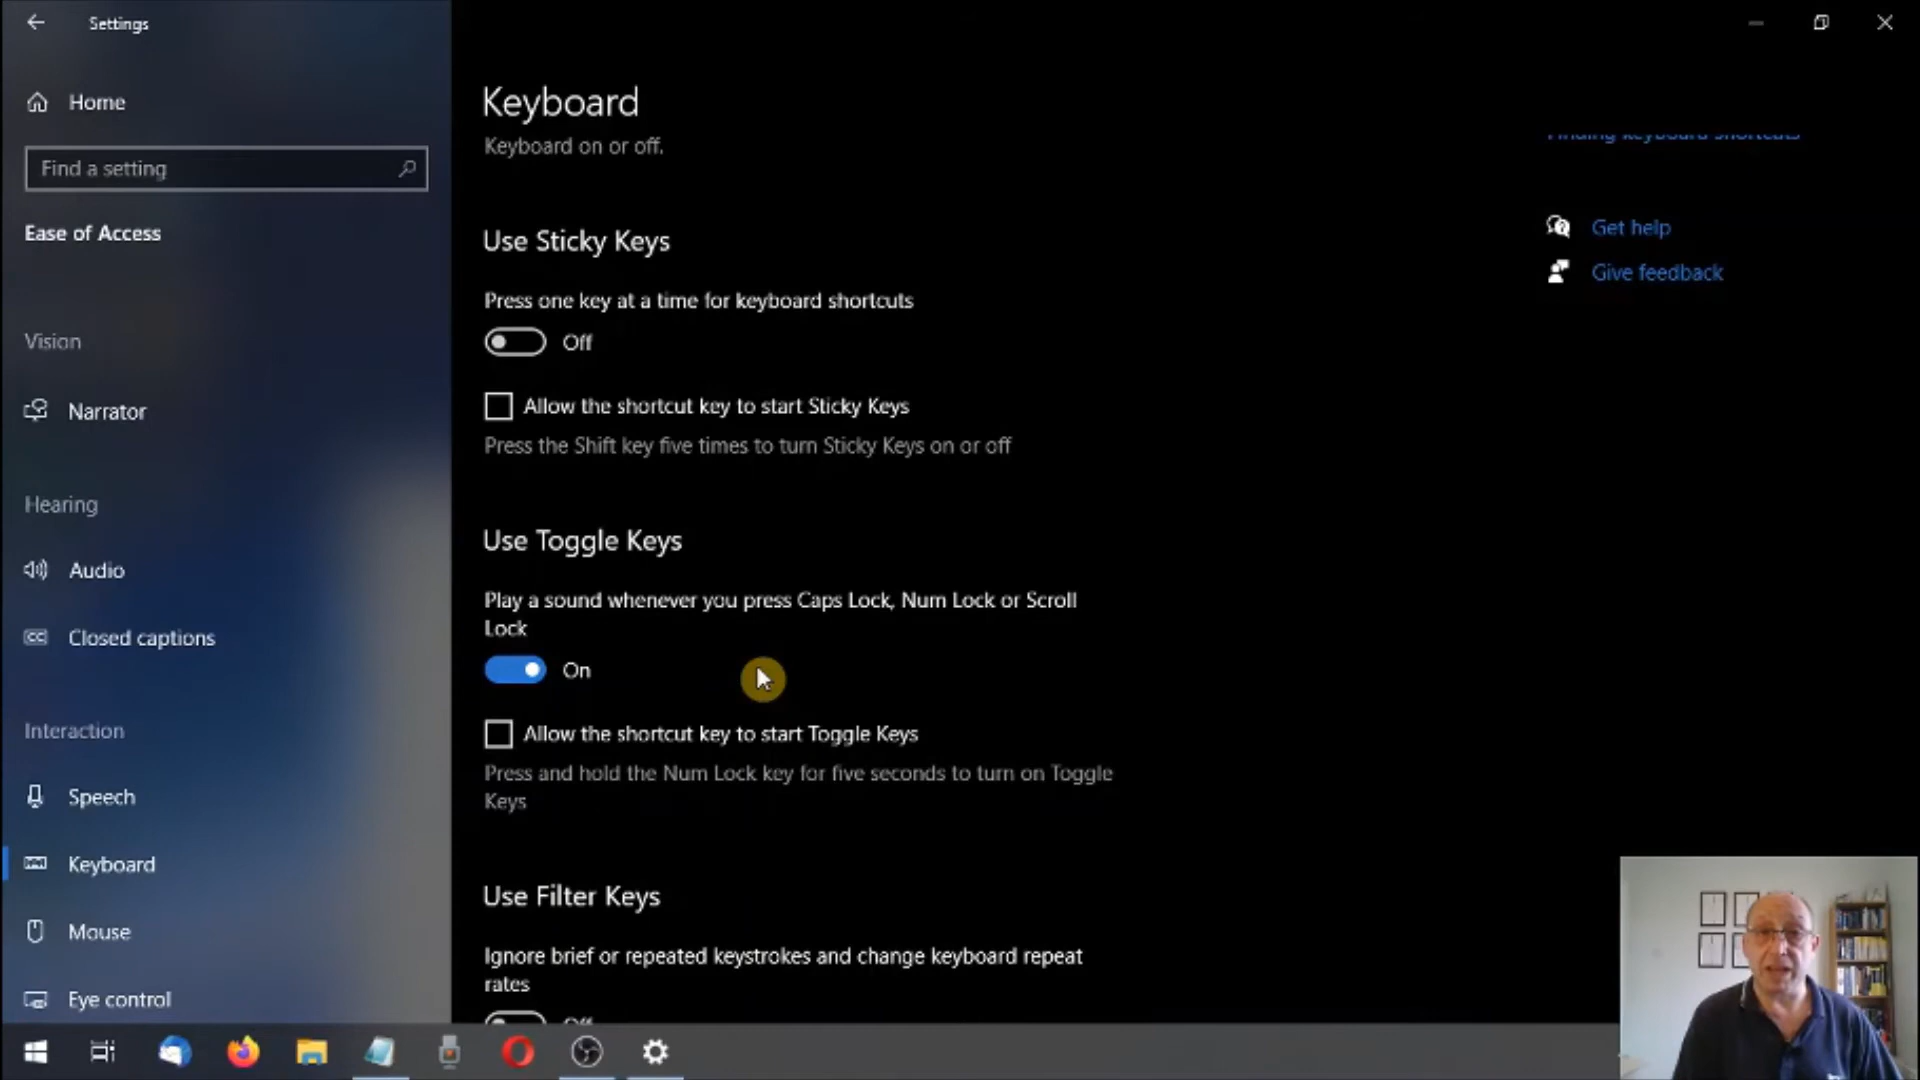 Settings
Home
Find a setting
Ease of Access
Vision
Narrator
Hearing
Audio
Closed captions
Interaction
Speech
Keyboard
Mouse
Eye control
Keyboard
Keyboard on or off.
Use Sticky Keys
Press one key at a time for keyboard shortcuts
Off
Allow the shortcut key to start Sticky Keys
Press the Shift key five times to turn Sticky Keys on or off
Use Toggle Keys
Play a sound whenever you press Caps Lock, Num Lock or Scroll
Lock
On
Allow the shortcut key to start Toggle Keys
Press and hold the Num Lock key for five seconds to turn on Toggle
Keys
Use Filter Keys
Ignore brief or repeated keystrokes and change keyboard repeat
rates
Off
Finding keyboard shortcuts
Get help
Give feedback